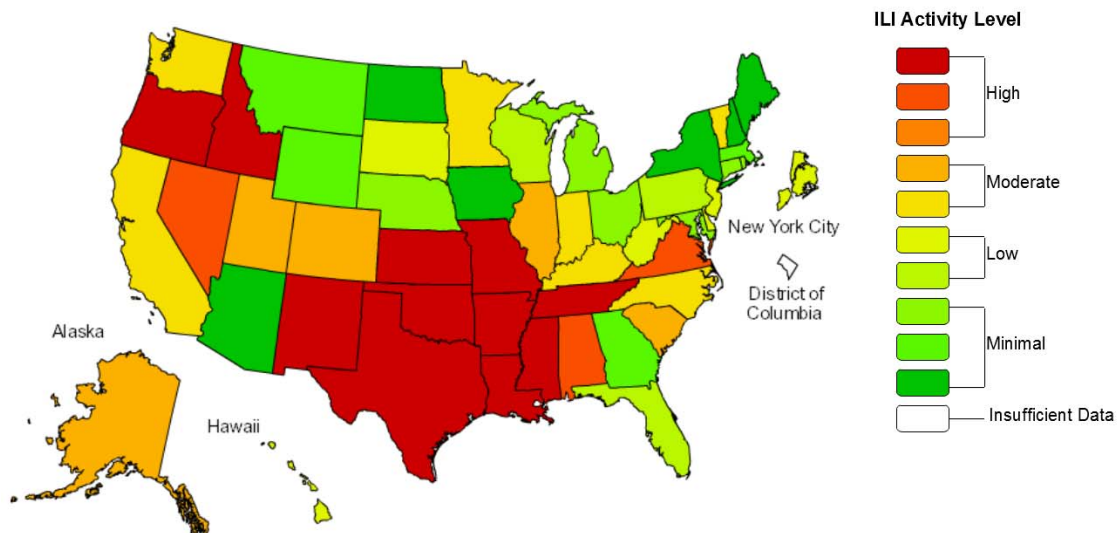 ILI Activity Level
High
Moderate
Low
Minimal
Insufficient Data
New York City
District of
Columbia
Alaska
Hawaii